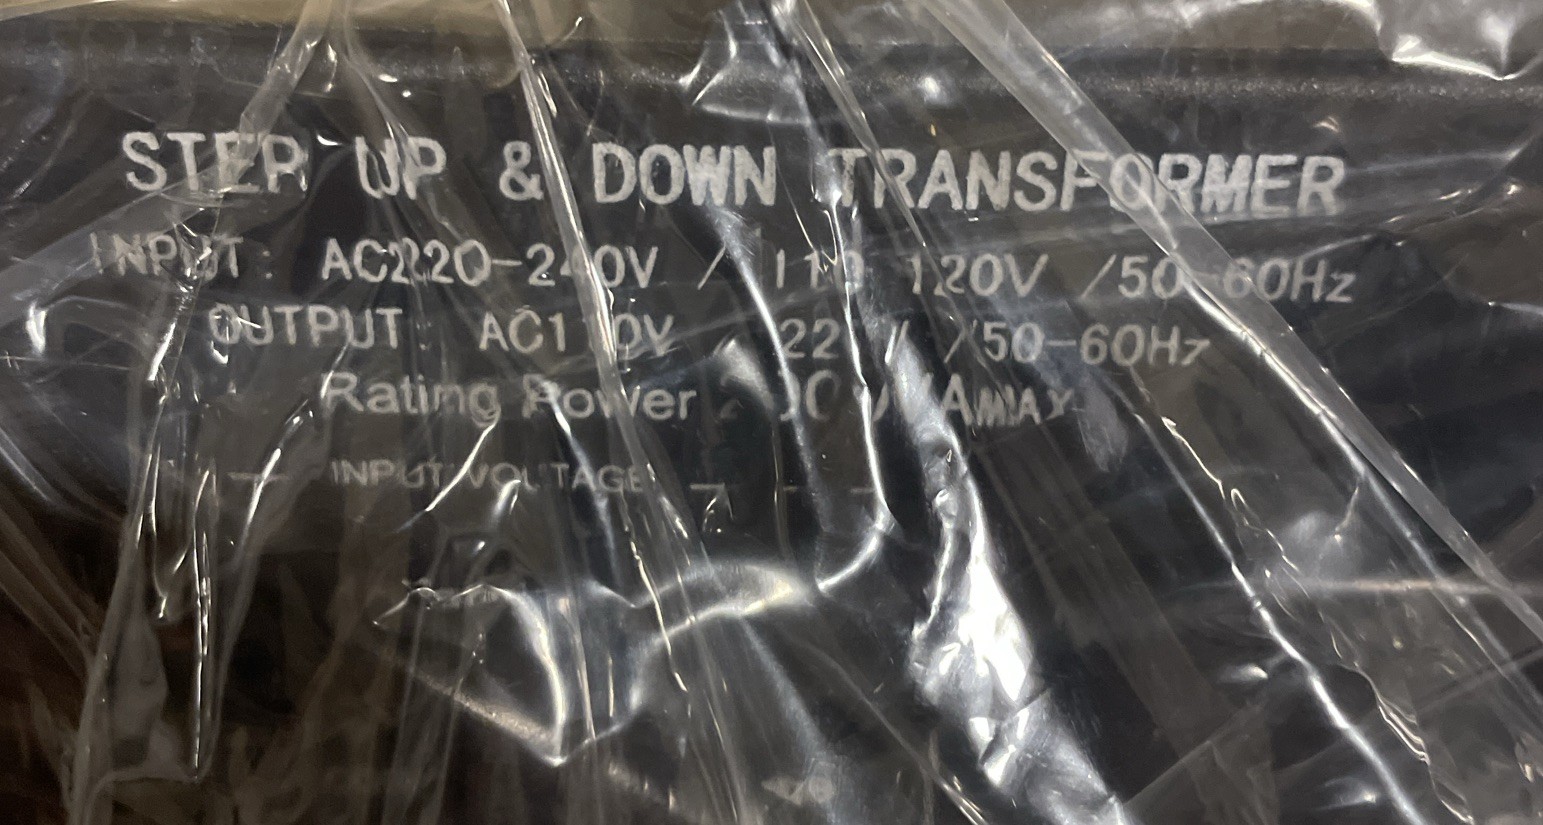 STEP UP & DOWN TRANSFORMER
INPUT: AC220-240V / 110 120V /50-60Hz
OUTPUT: AC110V / 220V /50-60Hz
Rating Power
INPUT VOLTAGE